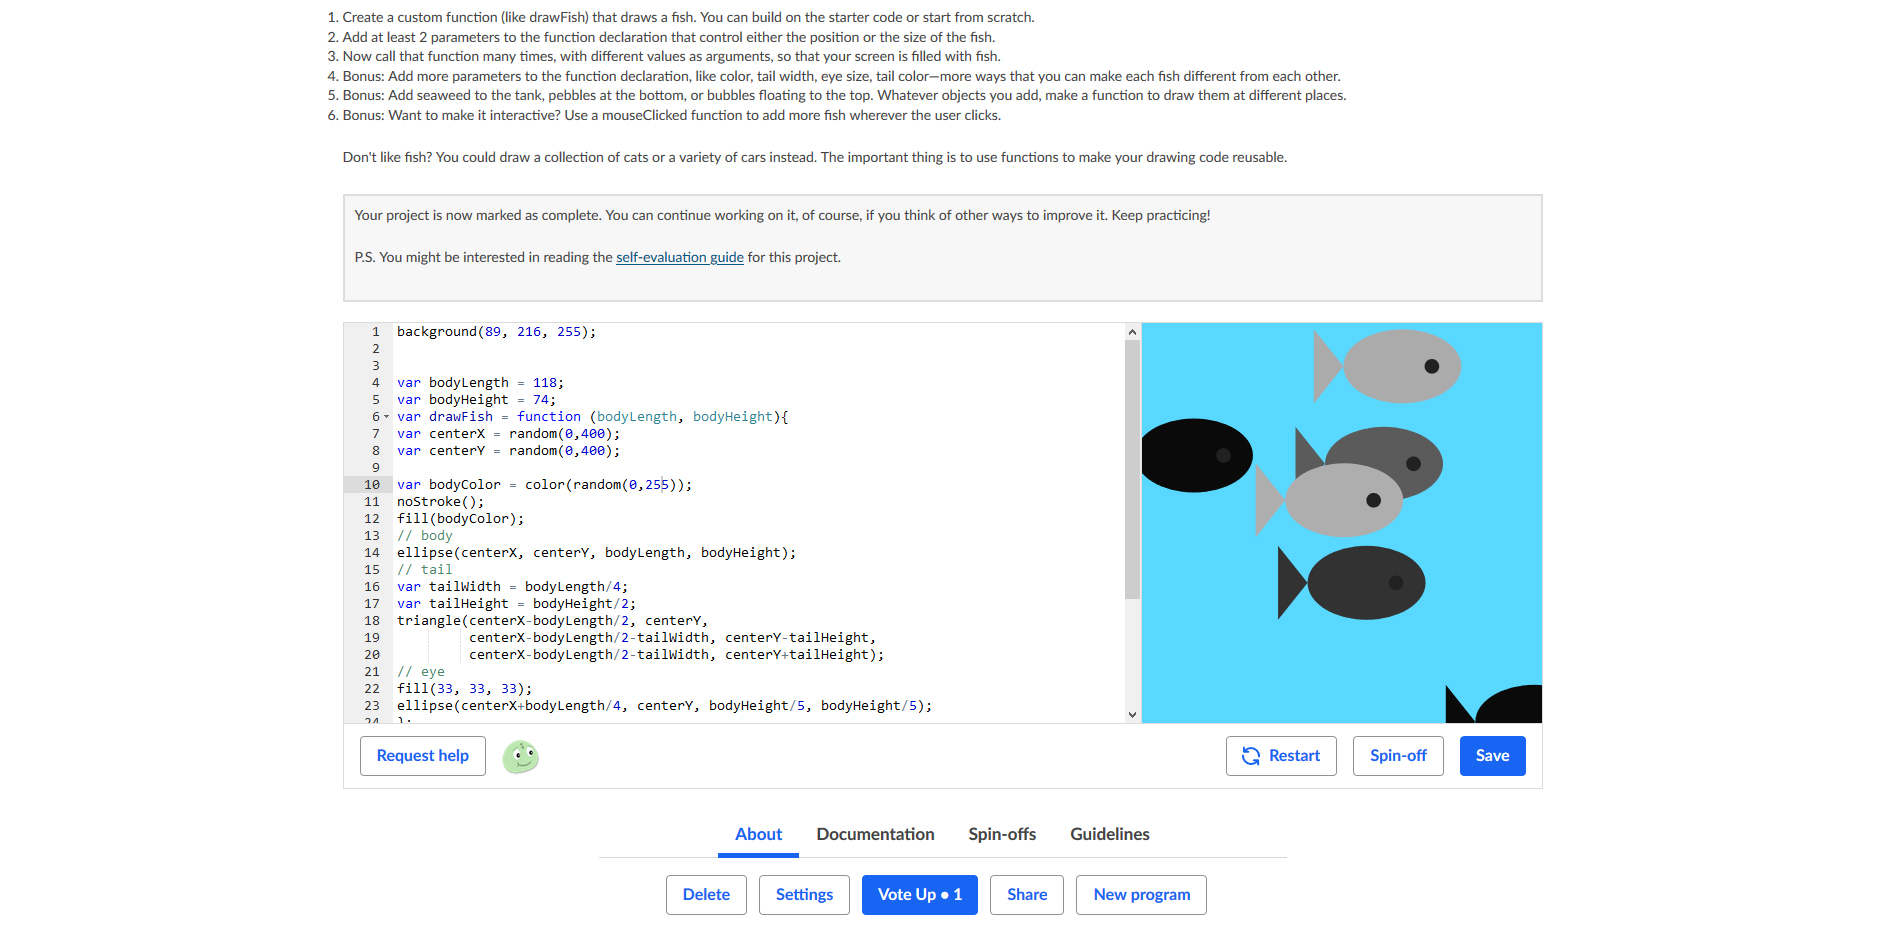 1. Create a custom function (like drawFish) that draws a fish. You can build on the starter code or start from scratch.
2. Add at least 2 parameters to the function declaration that control either the position or the size of the fish.
3. Now call that function many times, with different values as arguments, so that your screen is filled with fish.
4. Bonus: Add more parameters to the function declaration, like color, tail width, eye size, tail color—more ways that you can make each fish different from each other.
5. Bonus: Add seaweed to the tank, pebbles at the bottom, or bubbles floating to the top. Whatever objects you add, make a function to draw them at different places.
6. Bonus: Want to make it interactive? Use a mouseClicked function to add more fish wherever the user clicks.
Don't like fish? You could draw a collection of cats or a variety of cars instead. The important thing is to use functions to make your drawing code reusable.
Your project is now marked as complete. You can continue working on it, of course, if you think of other ways to improve it. Keep practicing!
P.S. You might be interested in reading the self-evaluation guide for this project.
1 background(89, 216, 255);
2
3
4 var bodyLength = 118;
5 var bodyHeight = 74;
6 var drawFish = function (bodyLength, bodyHeight){
7 var centerX = random(0,400);
8 var centerY = random(0,400);
9
10 var bodyColor = color(random(0,255));
11 noStroke();
12 fill(bodyColor);
13 // body
14 ellipse(centerX, centerY, bodyLength, bodyHeight);
15 // tail
16 var tailWidth = bodyLength/4;
17 var tailHeight = bodyHeight/2;
18 triangle(centerX-bodyLength/2, centerY,
19 centerX-bodyLength/2-tailWidth, centerY-tailHeight,
20 centerX-bodyLength/2-tailWidth, centerY+tailHeight);
21 // eye
22 fill(33, 33, 33);
23 ellipse(centerX+bodyLength/4, centerY, bodyHeight/5, bodyHeight/5);
24 };
Request help
Restart
Spin-off
Save
About
Documentation
Spin-offs
Guidelines
Delete
Settings
Vote Up • 1
Share
New program